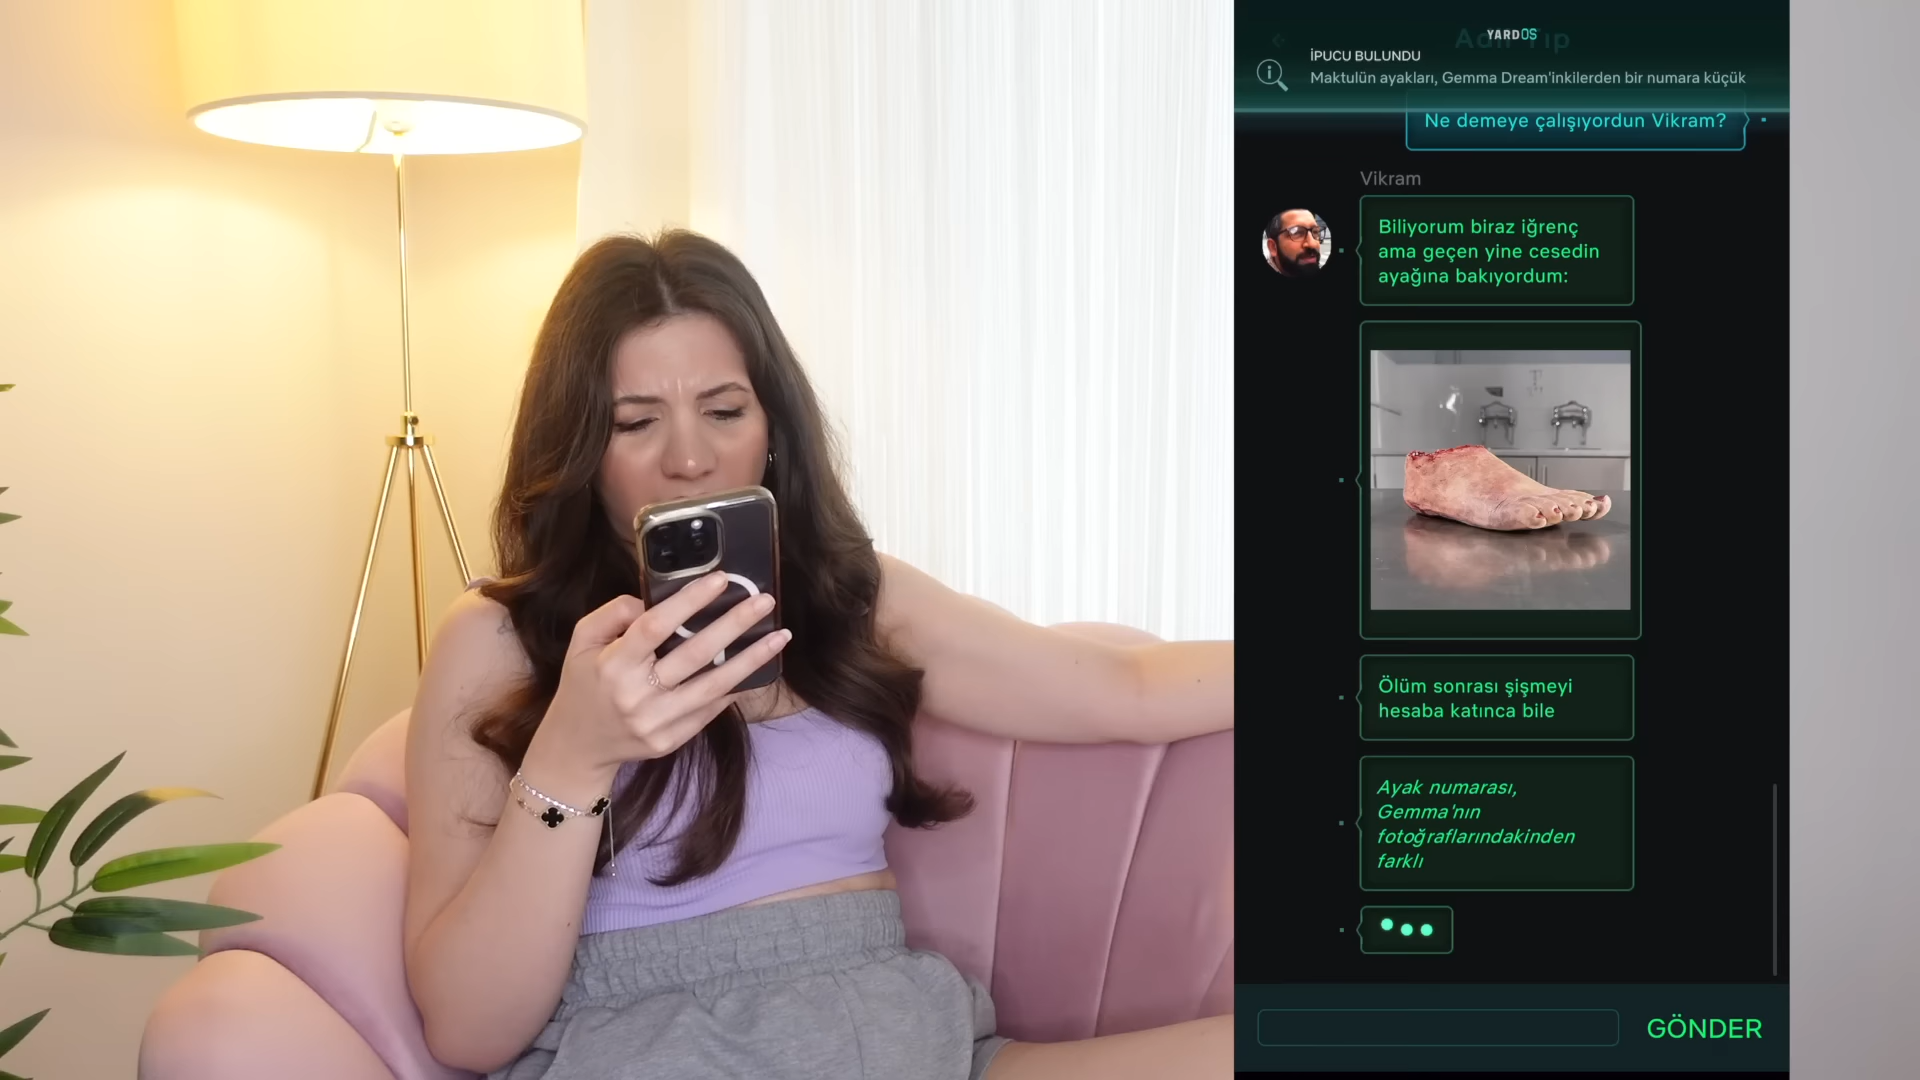 YARDOS
İPUCU BULUNDU
Maktulün ayakları, Gemma Dream'inkilerden bir numara küçük
Ne demeye çalışıyordun Vikram?
Vikram
Biliyorum biraz iğrenç
ama geçen yine cesedin
ayağına bakıyordum:
Ölüm sonrası şişmeyi
hesaba katınca bile
Ayak numarası,
Gemma'nın
fotoğraflarındakinden
farklı
GÖNDER